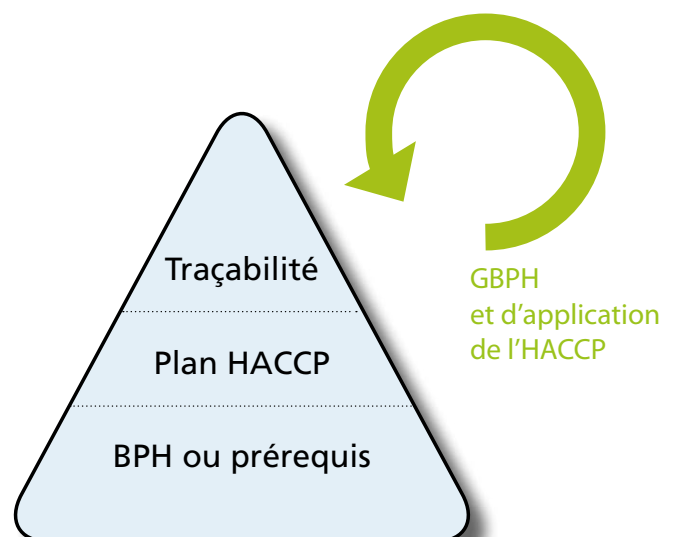 Traçabilité
Plan HACCP
BPH ou prérequis
GBPH
et d'application
de l'HACCP